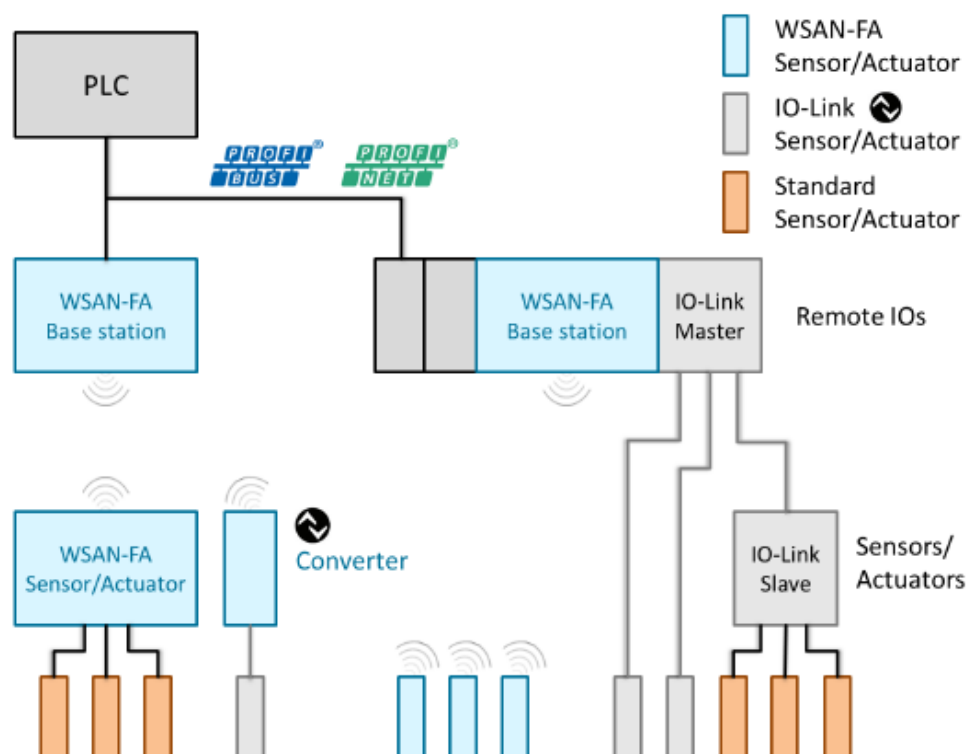 PLC
WSAN-FA
Sensor/Actuator
IO-Link
Sensor/Actuator
Standard
Sensor/Actuator
PROFI®
BUS
PROFI®
NET
WSAN-FA
Base station
WSAN-FA
Base station
IO-Link
Master
Remote IOs
WSAN-FA
Sensor/Actuator
Converter
IO-Link
Slave
Sensors/
Actuators